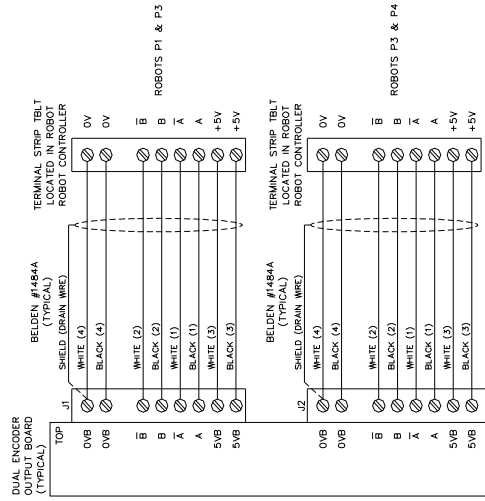 DUAL ENCODER
OUTPUT BOARD
(TYPICAL)
TOP
J1
0VB
0VB
B
B
A
A
5VB
5VB
BELDEN #1484A
(TYPICAL)
SHIELD (DRAIN WIRE)
WHITE (4)
BLACK (4)
WHITE (2)
BLACK (2)
WHITE (1)
BLACK (1)
WHITE (3)
BLACK (3)
TERMINAL STRIP TBLT
LOCATED IN ROBOT
ROBOT CONTROLLER
0V
0V
B
B
A
A
+5V
+5V
ROBOTS P1 & P3
J2
0VB
0VB
B
B
A
A
5VB
5VB
BELDEN #1484A
(TYPICAL)
SHIELD (DRAIN WIRE)
WHITE (4)
BLACK (4)
WHITE (2)
BLACK (2)
WHITE (1)
BLACK (1)
WHITE (3)
BLACK (3)
TERMINAL STRIP TBLT
LOCATED IN ROBOT
ROBOT CONTROLLER
0V
0V
B
B
A
A
+5V
+5V
ROBOTS P3 & P4